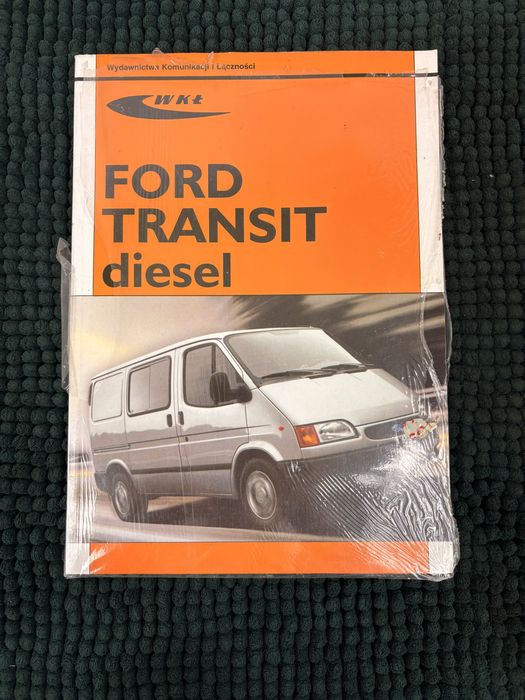 Wydawnictwa Komunikacji i Łączności
WKŁ
FORD
TRANSIT
diesel